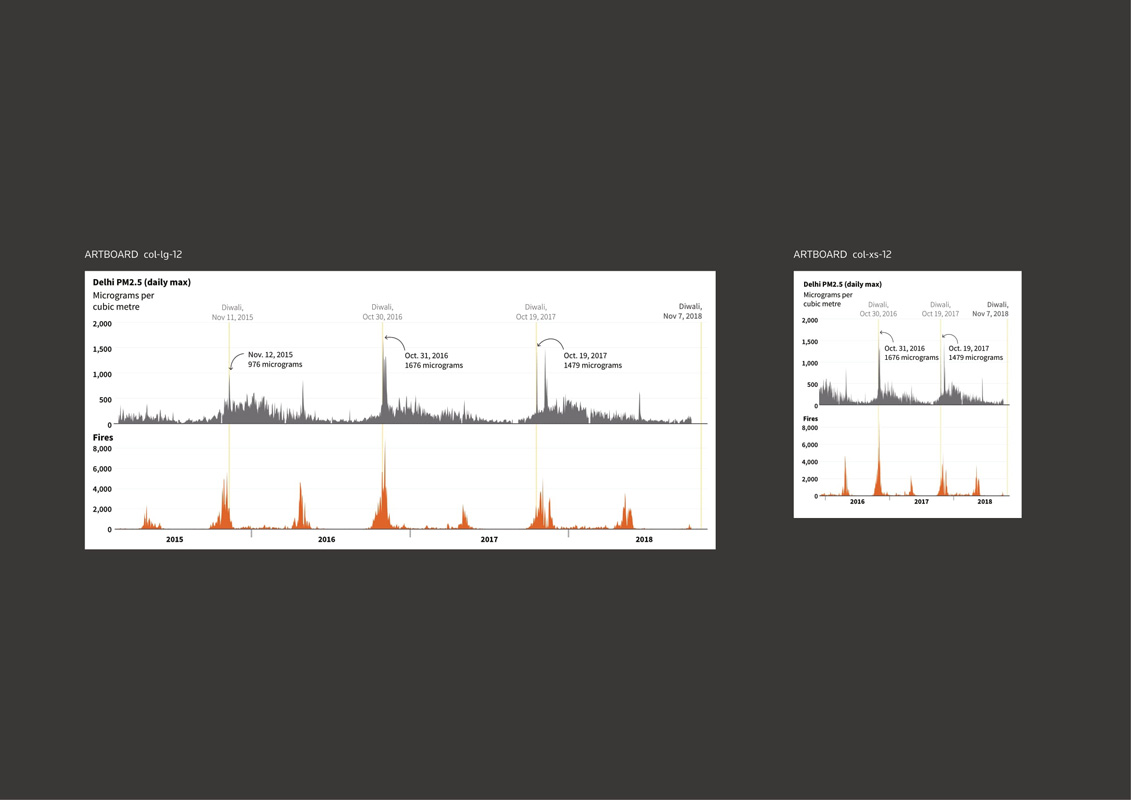 ARTBOARD  col-lg-12
Delhi PM2.5 (daily max)
Micrograms per
cubic metre
Diwali,
Nov 11, 2015
Diwali,
Oct 30, 2016
Diwali,
Oct 19, 2017
Diwali,
Nov 7, 2018
2,000
1,500
1,000
500
0
Nov. 12, 2015
976 micrograms
Oct. 31, 2016
1676 micrograms
Oct. 19, 2017
1479 micrograms
Fires
8,000
6,000
4,000
2,000
0
2015
2016
2017
2018
ARTBOARD  col-xs-12
Delhi PM2.5 (daily max)
Micrograms per
cubic metre
Diwali,
Oct 30, 2016
Diwali,
Oct 19, 2017
Diwali,
Nov 7, 2018
2,000
1,500
1,000
500
0
Oct. 31, 2016
1676 micrograms
Oct. 19, 2017
1479 micrograms
Fires
8,000
6,000
4,000
2,000
0
2016
2017
2018